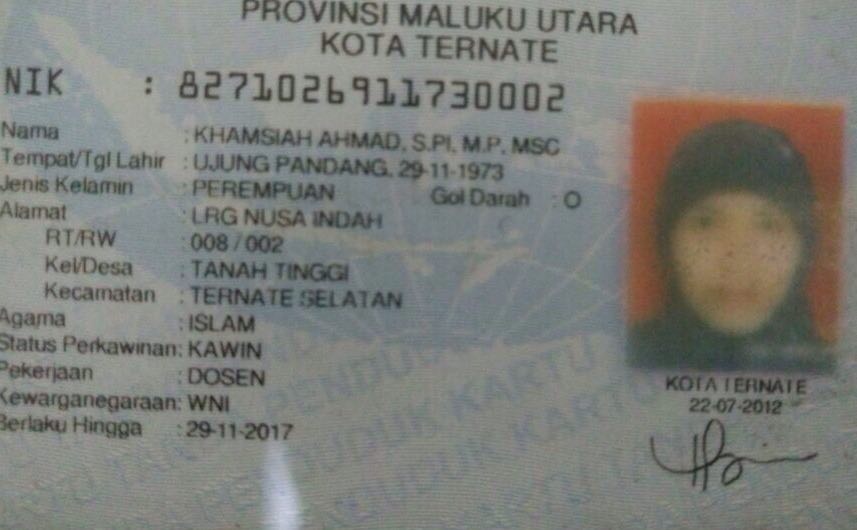 PROVINSI MALUKU UTARA
KOTA TERNATE
NIK : 8271026911730002
Nama : KHAMSIAH AHMAD, S.PI, M.P, MSC
Tempat/Tgl Lahir : UJUNG PANDANG, 29-11-1973
Jenis Kelamin : PEREMPUAN Gol Darah : O
Alamat : LRG NUSA INDAH
RT/RW : 008 / 002
Kel/Desa : TANAH TINGGI
Kecamatan : TERNATE SELATAN
Agama : ISLAM
Status Perkawinan: KAWIN
Pekerjaan : DOSEN
Kewarganegaraan: WNI
Berlaku Hingga : 29-11-2017
KOTA TERNATE
22-07-2012
PENDUDUK KARTU
PENDUDUK KARTU